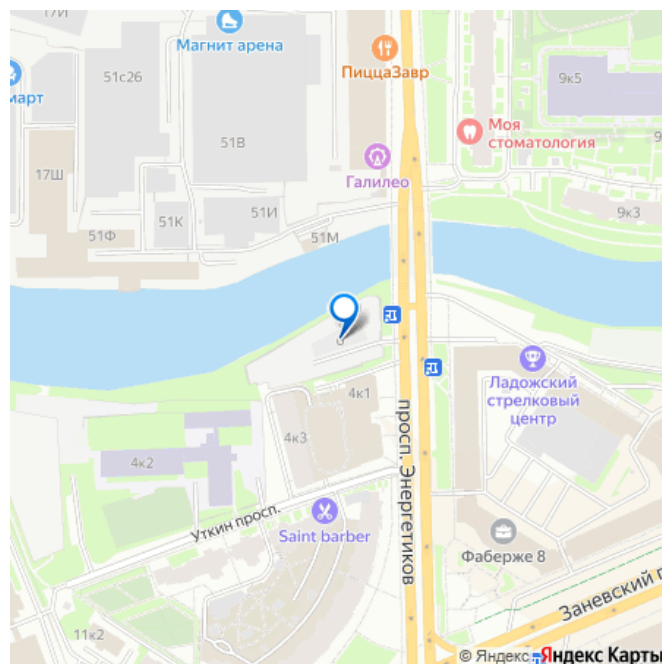 17И
Магнит арена
ПиццаЗавр
9к5
51с26
март
Моя
стоматология
51В
17Ш
Галилео
51К
51И
9к3
51Ф
51М
Ладожский
стрелковый
центр
4к1
4к3
4к2
просп. Энергетиков
Уткин просп.
Saint barber
Фаберже 8
Заневский п
11к2
© Яндекс
Яндекс Карты